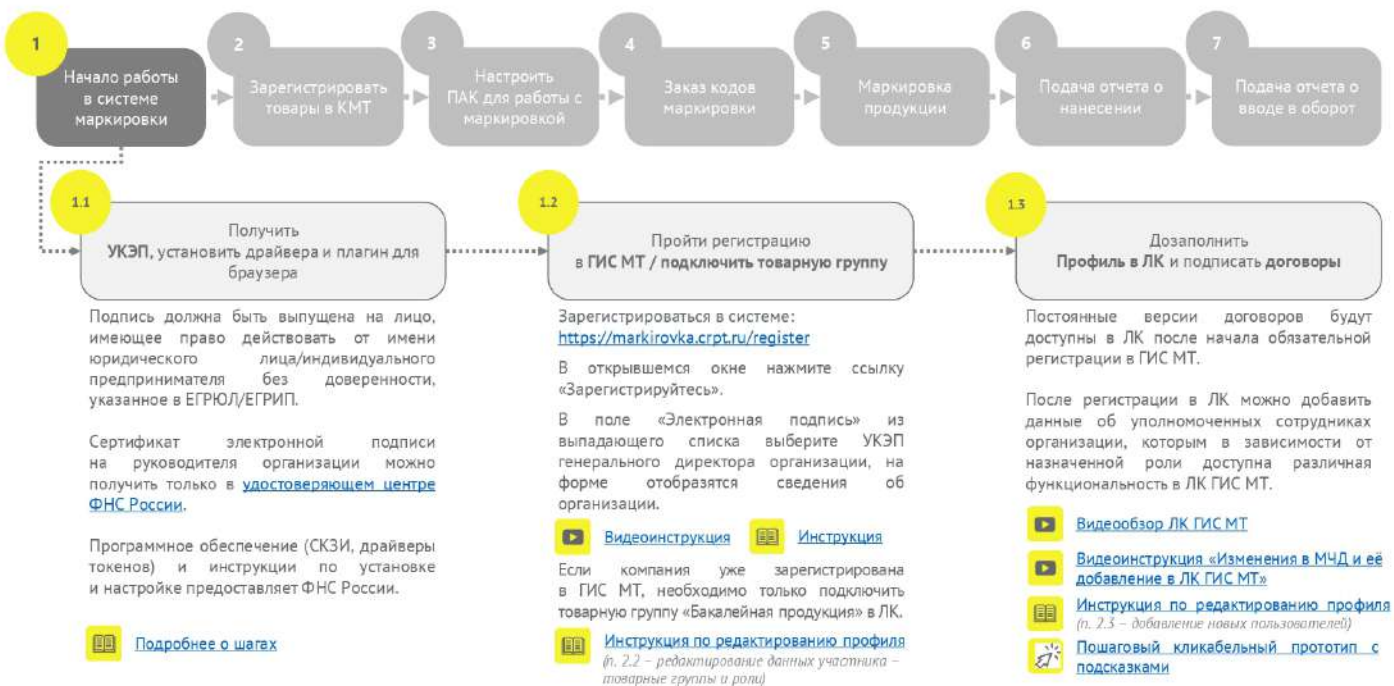 1
Начало работы
в системе
маркировки
2
Зарегистрировать
товары в КМТ
3
Настроить
ПАК для работы с
маркировкой
4
Заказ кодов
маркировки
5
Маркировка
продукции
6
Подача отчета о
нанесении
7
Подача отчета о
вводе в оборот
1.1
Получить
УКЭП, установить драйвера и плагин для
браузера
Подпись должна быть выпущена на лицо,
имеющее право действовать от имени
юридического лица/индивидуального
предпринимателя без доверенности,
указанное в ЕГРЮЛ/ЕГРИП.
Сертификат электронной подписи
на руководителя организации можно
получить только в удостоверяющем центре
ФНС России.
Программное обеспечение (СКЗИ, драйверы
токенов) и инструкции по установке
и настройке предоставляет ФНС России.
Подробнее о шагах
1.2
Пройти регистрацию
в ГИС МТ / подключить товарную группу
Зарегистрироваться в системе:
https://markirovka.crpt.ru/register
В открывшемся окне нажмите ссылку
«Зарегистрируйтесь».
В поле «Электронная подпись» из
выпадающего списка выберите УКЭП
генерального директора организации, на
форме отобразятся сведения об
организации.
Видеоинструкция Инструкция
Если компания уже зарегистрирована
в ГИС МТ, необходимо только подключить
товарную группу «Бакалейная продукция» в ЛК.
Инструкция по редактированию профиля
(п. 2.2 – редактирование данных участника –
товарные группы и роли)
1.3
Дозаполнить
Профиль в ЛК и подписать договоры
Постоянные версии договоров будут
доступны в ЛК после начала обязательной
регистрации в ГИС МТ.
После регистрации в ЛК можно добавить
данные об уполномоченных сотрудниках
организации, которым в зависимости от
назначенной роли доступна различная
функциональность в ЛК ГИС МТ.
Видеообзор ЛК ГИС МТ
Видеоинструкция «Изменения в МЧД и её
добавление в ЛК ГИС МТ»
Инструкция по редактированию профиля
(п. 2.3 – добавление новых пользователей)
Пошаговый кликабельный прототип с
подсказками